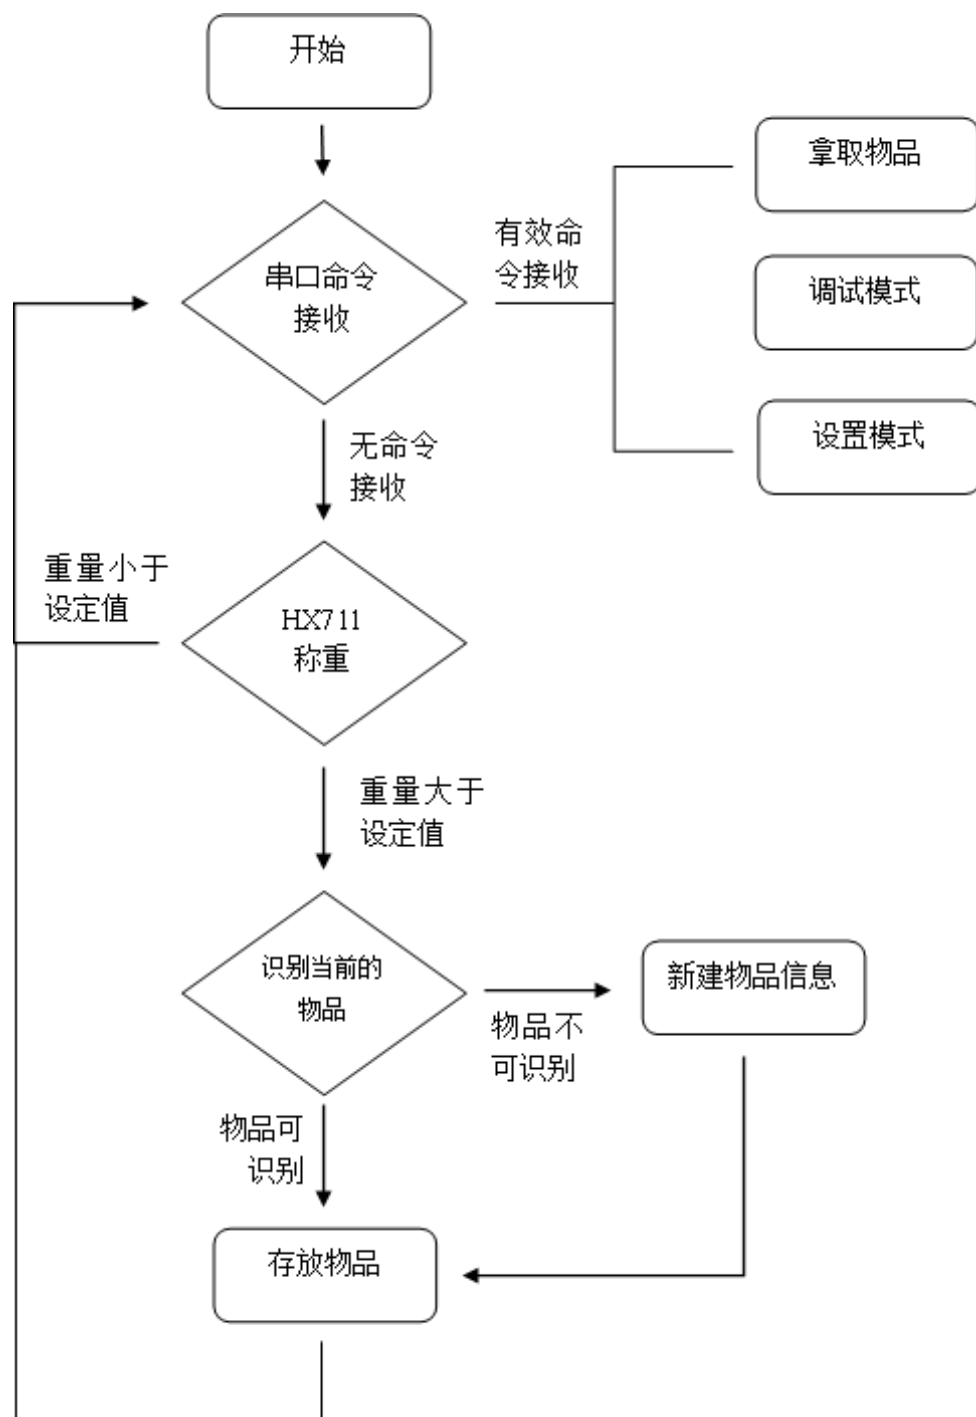 开始
拿取物品
有效命
令接收
串口命令
接收
调试模式
设置模式
无命令
接收
重量小于
设定值
HX711
称重
重量大于
设定值
识别当前的
物品
新建物品信息
物品不
可识别
物品可
识别
存放物品